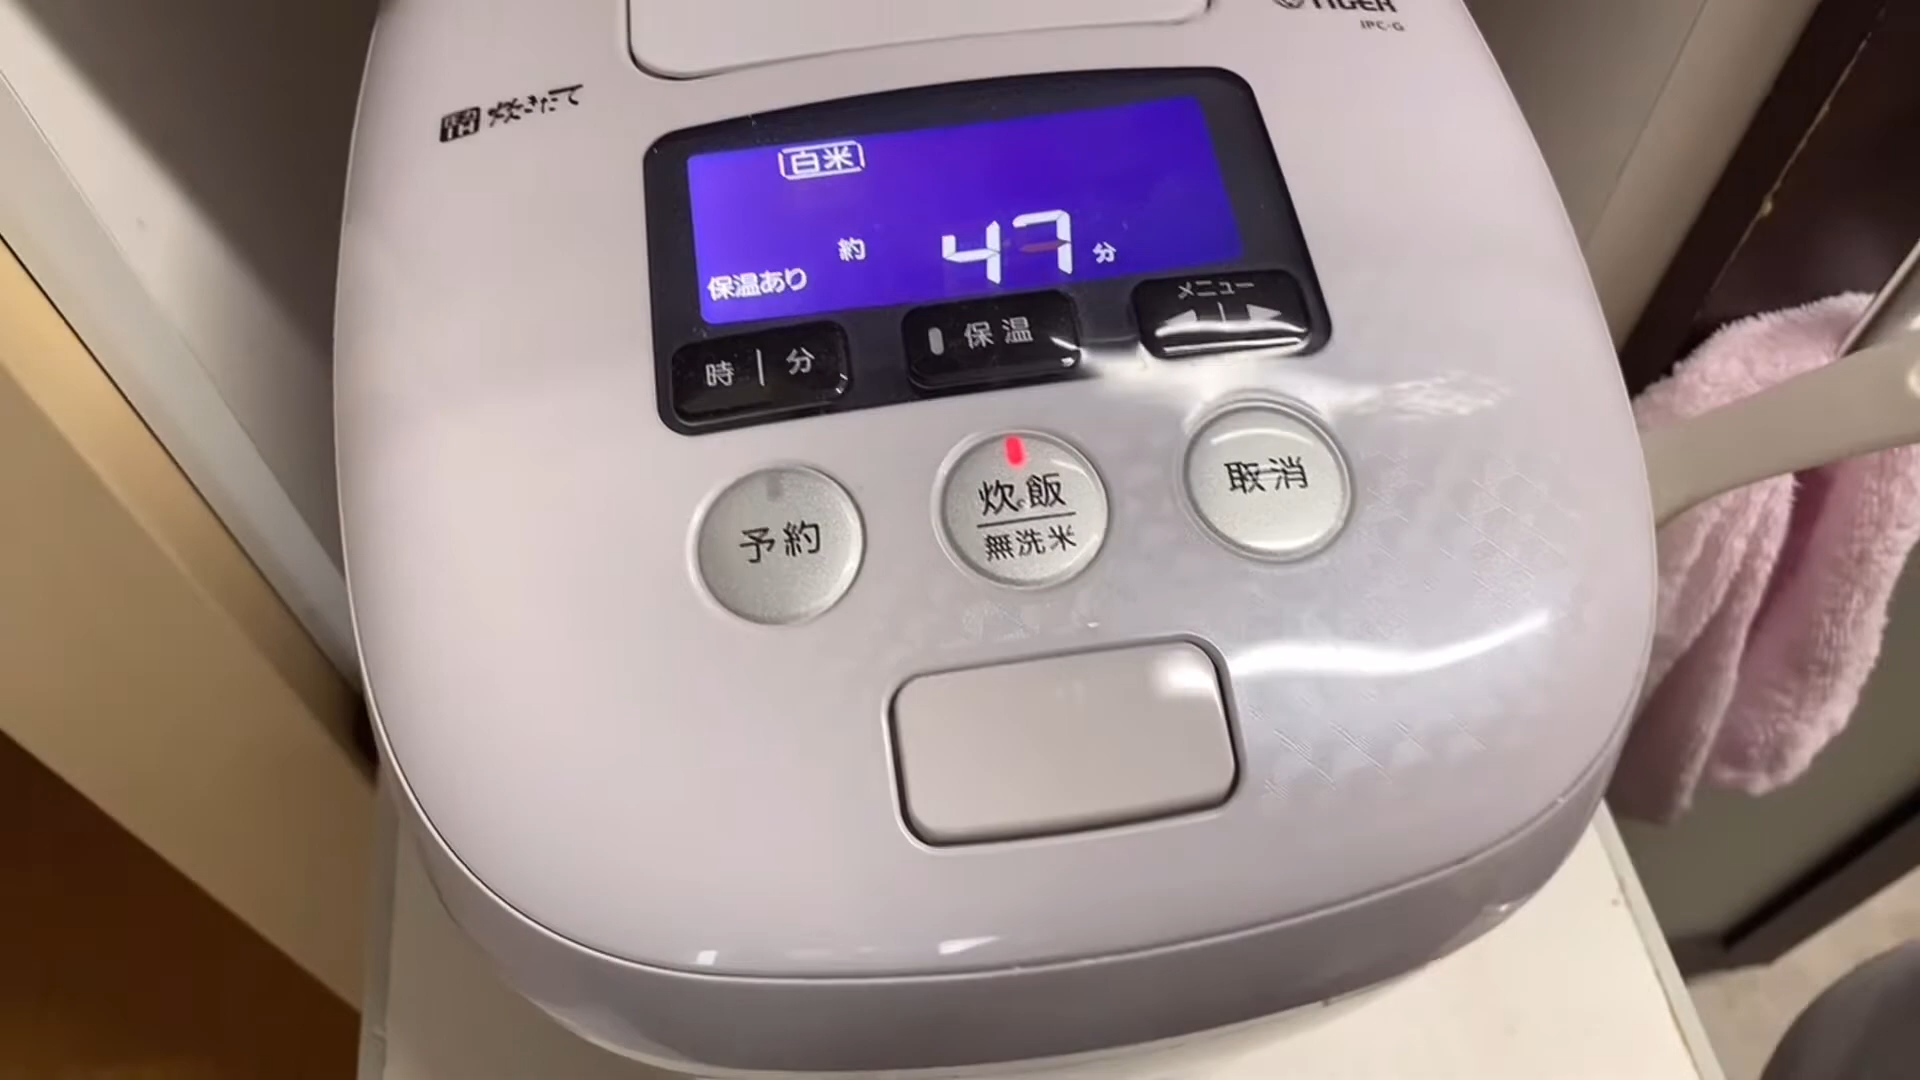 TIGER
JPC-G
炊きたて
白米
約 47 分
保温あり
時 | 分
保温
メニュー
予約
炊飯
無洗米
取消